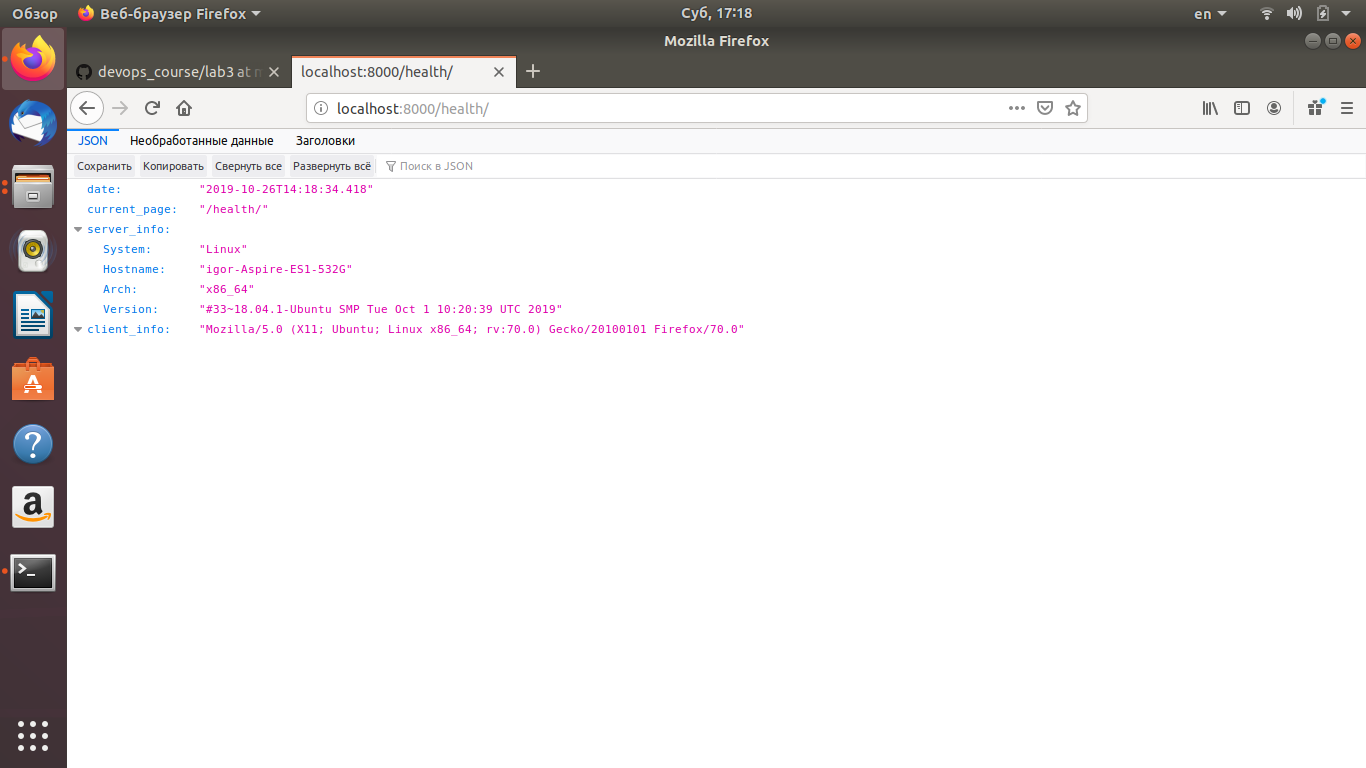 Обзор Веб-браузер Firefox Суб, 17:18 en
Mozilla Firefox
devops_course/lab3 at m localhost:8000/health/
localhost:8000/health/
JSON Необработанные данные Заголовки
Сохранить Копировать Свернуть все Развернуть всё Поиск в JSON
date: "2019-10-26T14:18:34.418"
current_page: "/health/"
server_info:
System: "Linux"
Hostname: "igor-Aspire-ES1-532G"
Arch: "x86_64"
Version: "#33~18.04.1-Ubuntu SMP Tue Oct 1 10:20:39 UTC 2019"
client_info: "Mozilla/5.0 (X11; Ubuntu; Linux x86_64; rv:70.0) Gecko/20100101 Firefox/70.0"